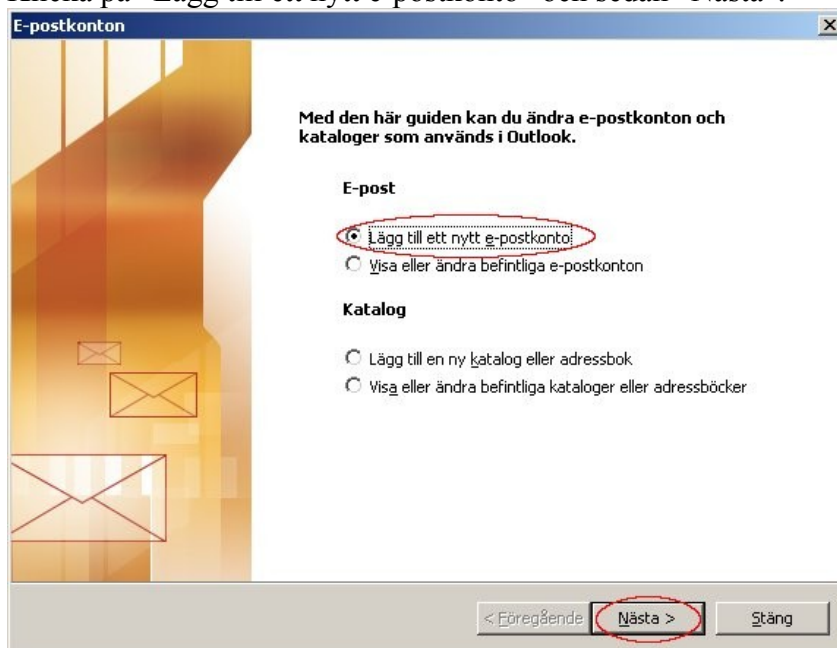 Klicka på "Lägg till ett nytt e-postkonto" och sedan "Nästa".
E-postkonton
Med den här guiden kan du ändra e-postkonton och
kataloger som används i Outlook.
E-post
Lägg till ett nytt e-postkonto
Visa eller ändra befintliga e-postkonton
Katalog
Lägg till en ny katalog eller adressbok
Visa eller ändra befintliga kataloger eller adressböcker
< Föregående Nästa > Stäng